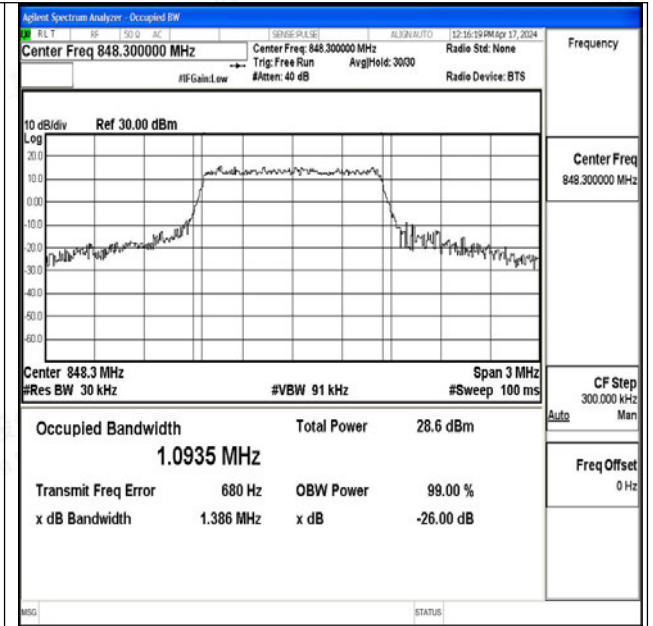 Agilent Spectrum Analyzer - Occupied BW
RL T RF 50 Ω AC SENSE:PULSE ALIGN AUTO 12:16:19 PM Apr 17, 2024
Center Freq 848.300000 MHz
Center Freq: 848.300000 MHz
Radio Std: None
Trig: Free Run Avg|Hold: 30/30
#IFGain:Low
#Atten: 40 dB
Radio Device: BTS
Frequency
10 dB/div Ref 30.00 dBm
Log
20.0
10.0
0.00
-10.0
-20.0
-30.0
-40.0
-50.0
-60.0
Center 848.3 MHz Span 3 MHz
#Res BW 30 kHz #VBW 91 kHz #Sweep 100 ms
Occupied Bandwidth Total Power 28.6 dBm
1.0935 MHz
Transmit Freq Error 680 Hz OBW Power 99.00 %
x dB Bandwidth 1.386 MHz x dB -26.00 dB
Center Freq
848.300000 MHz
CF Step
300.000 kHz
Auto Man
Freq Offset
0 Hz
MSG STATUS